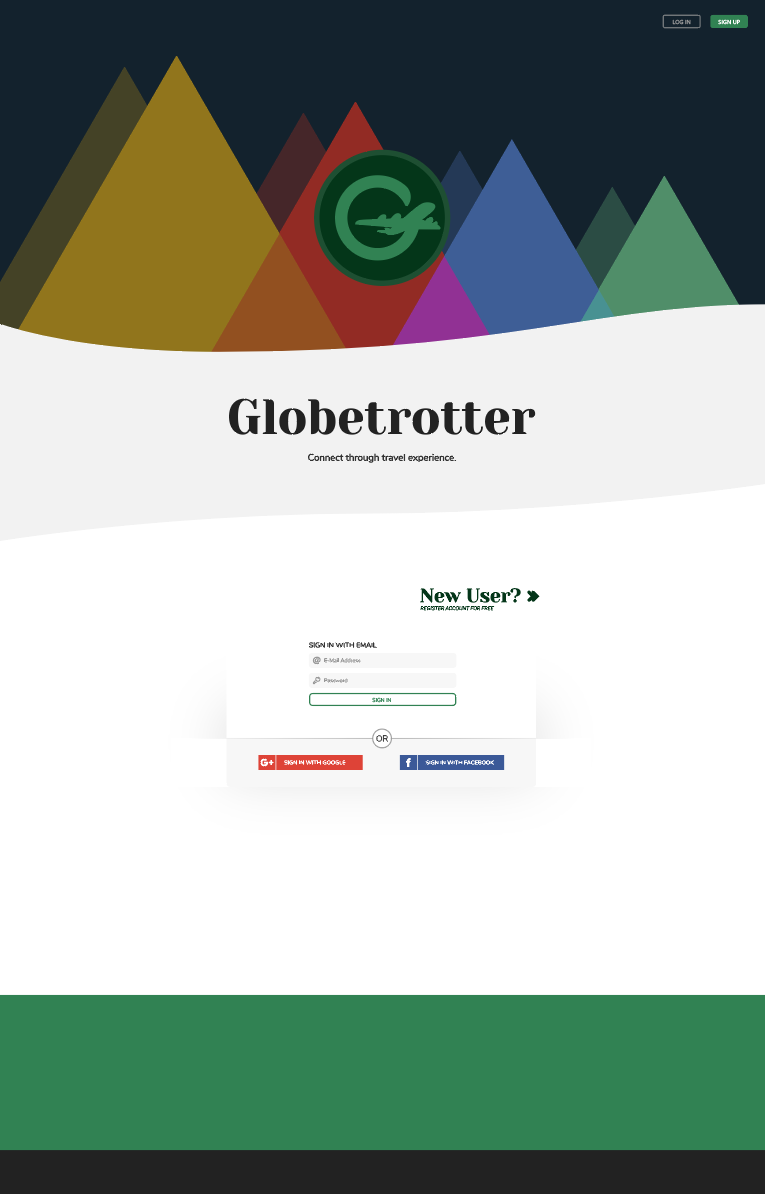 LOG IN
SIGN UP
Globetrotter
Connect through travel experience.
New User?
REGISTER ACCOUNT FOR FREE
SIGN IN WITH EMAIL
@ E-Mail Address
Password
SIGN IN
OR
G+ SIGN IN WITH GOOGLE
f SIGN IN WITH FACEBOOK